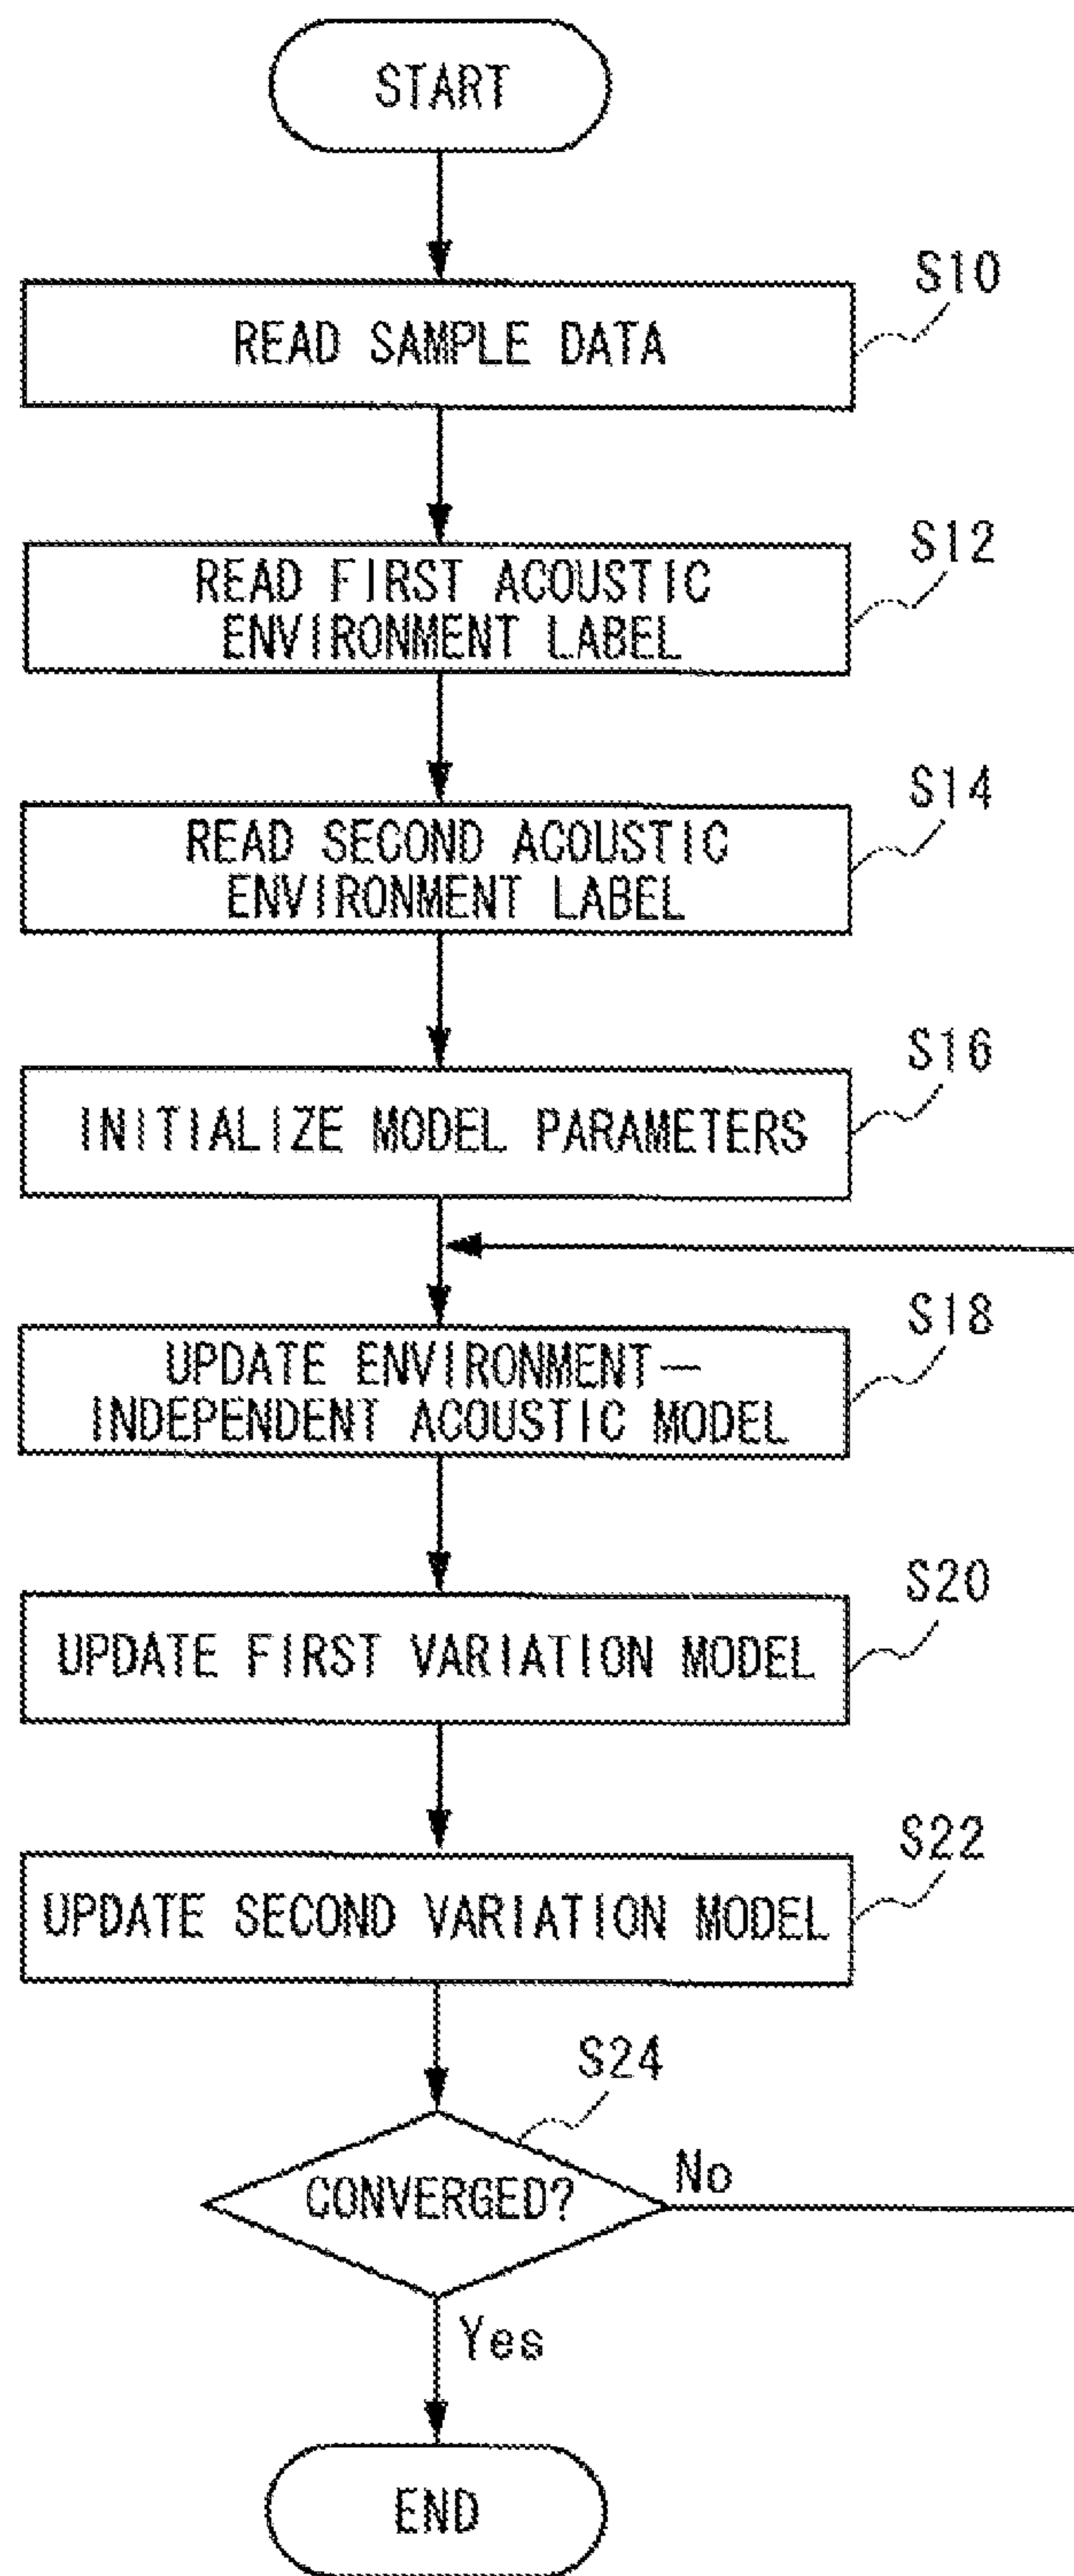 START
S10
READ SAMPLE DATA
S12
READ FIRST ACOUSTIC
ENVIRONMENT LABEL
S14
READ SECOND ACOUSTIC
ENVIRONMENT LABEL
S16
INITIALIZE MODEL PARAMETERS
S18
UPDATE ENVIRONMENT—
INDEPENDENT ACOUSTIC MODEL
S20
UPDATE FIRST VARIATION MODEL
S22
UPDATE SECOND VARIATION MODEL
S24
CONVERGED?
No
Yes
END